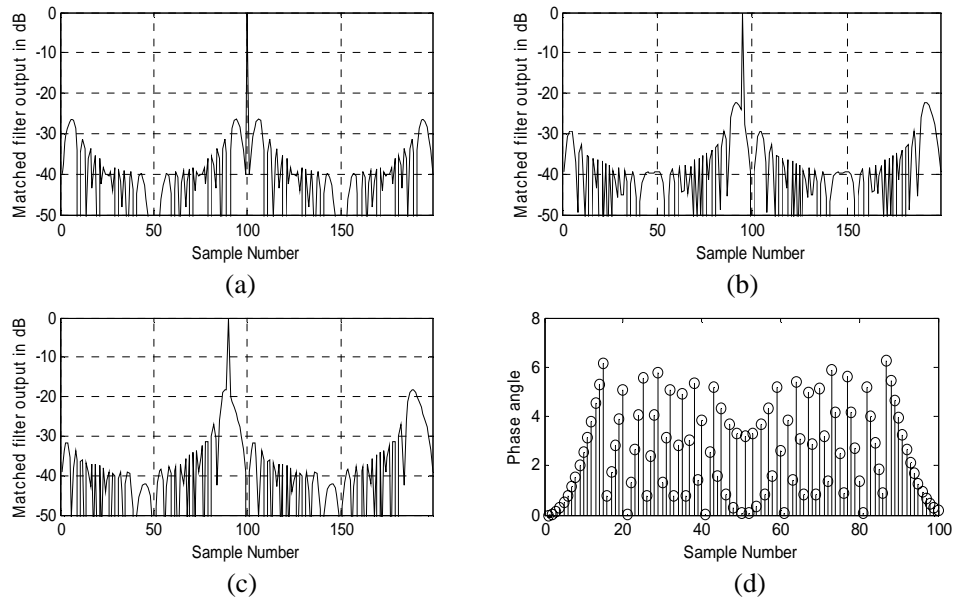 Matched filter output in dB
0
-10
-20
-30
-40
-50
0 50 100 150
Sample Number
(a)
Matched filter output in dB
0
-10
-20
-30
-40
-50
0 50 100 150
Sample Number
(b)
Matched filter output in dB
0
-10
-20
-30
-40
-50
0 50 100 150
Sample Number
(c)
Phase angle
8
6
4
2
0
0 20 40 60 80 100
Sample Number
(d)